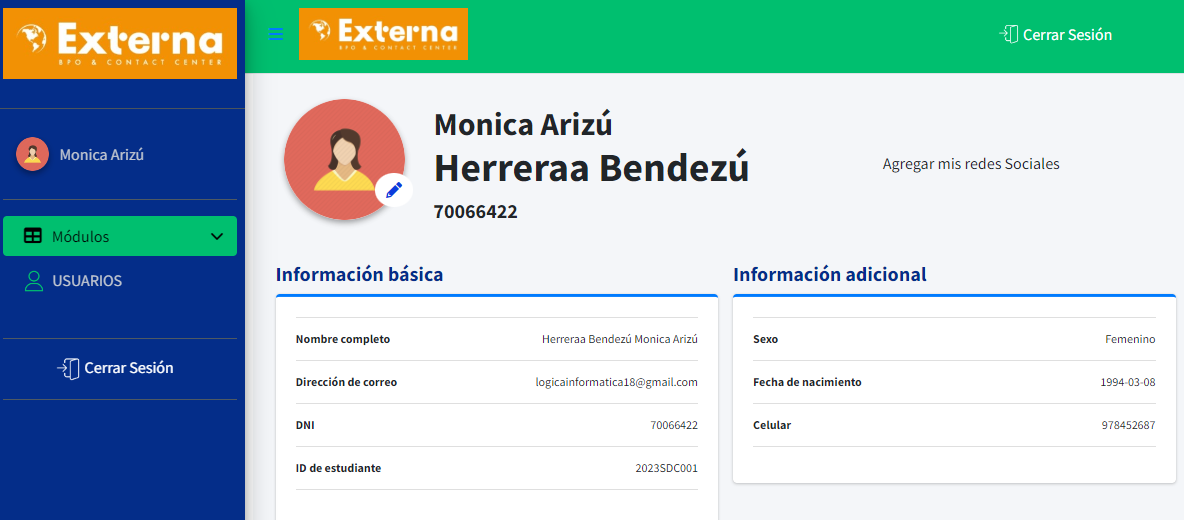 Externa
BPO & CONTACT CENTER
Monica Arizú
Módulos
USUARIOS
Cerrar Sesión
Externa
BPO & CONTACT CENTER
Cerrar Sesión
Monica Arizú
Herreraa Bendezú
70066422
Agregar mis redes Sociales
Información básica
Nombre completo Herreraa Bendezú Monica Arizú
Dirección de correo logicainformatica18@gmail.com
DNI 70066422
ID de estudiante 2023SDC001
Información adicional
Sexo Femenino
Fecha de nacimiento 1994-03-08
Celular 978452687